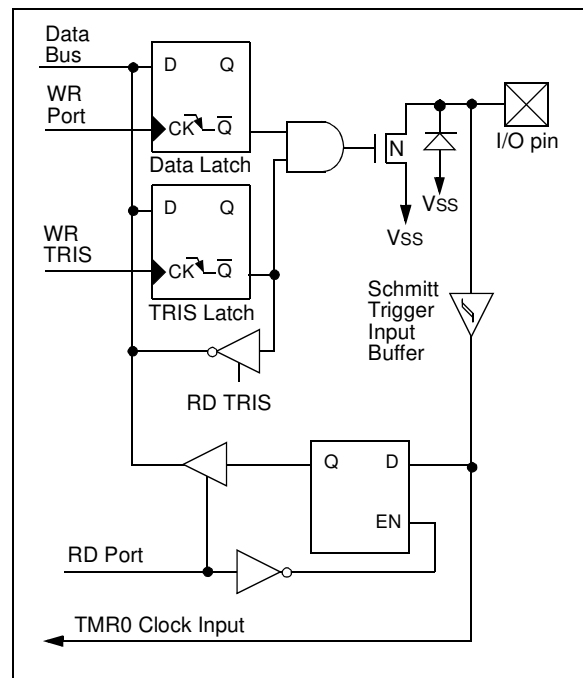 Data
Bus
D Q
WR
Port
CK Q
N
I/O pin
Data Latch
VSS
D Q
VSS
WR
TRIS
CK Q
Schmitt
Trigger
Input
Buffer
TRIS Latch
RD TRIS
Q D
EN
RD Port
TMR0 Clock Input